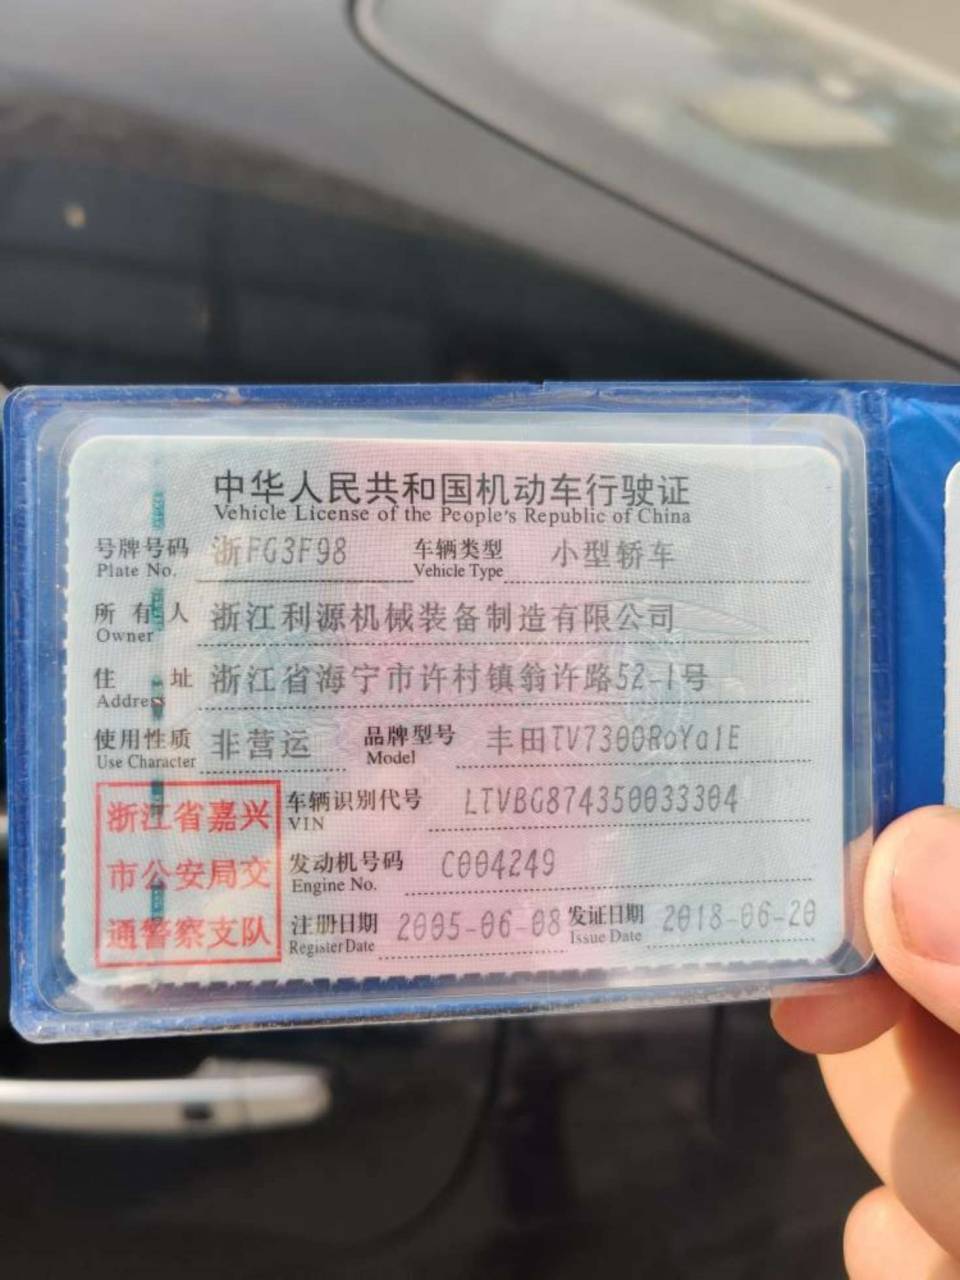 中华人民共和国机动车行驶证
Vehicle License of the People's Republic of China
号牌号码 浙FG3F98 车辆类型 小型轿车
Plate No. Vehicle Type
所有人 浙江利源机械装备制造有限公司
Owner
住址 浙江省海宁市许村镇翁许路52-1号
Address
使用性质 非营运 品牌型号 丰田TV7300RoYalE
Use Character Model
浙江省嘉兴
市公安局交
通警察支队
车辆识别代号 LTVBG874350033304
VIN
发动机号码 C004249
Engine No.
注册日期 2005-06-08 发证日期 2018-06-20
Register Date Issue Date